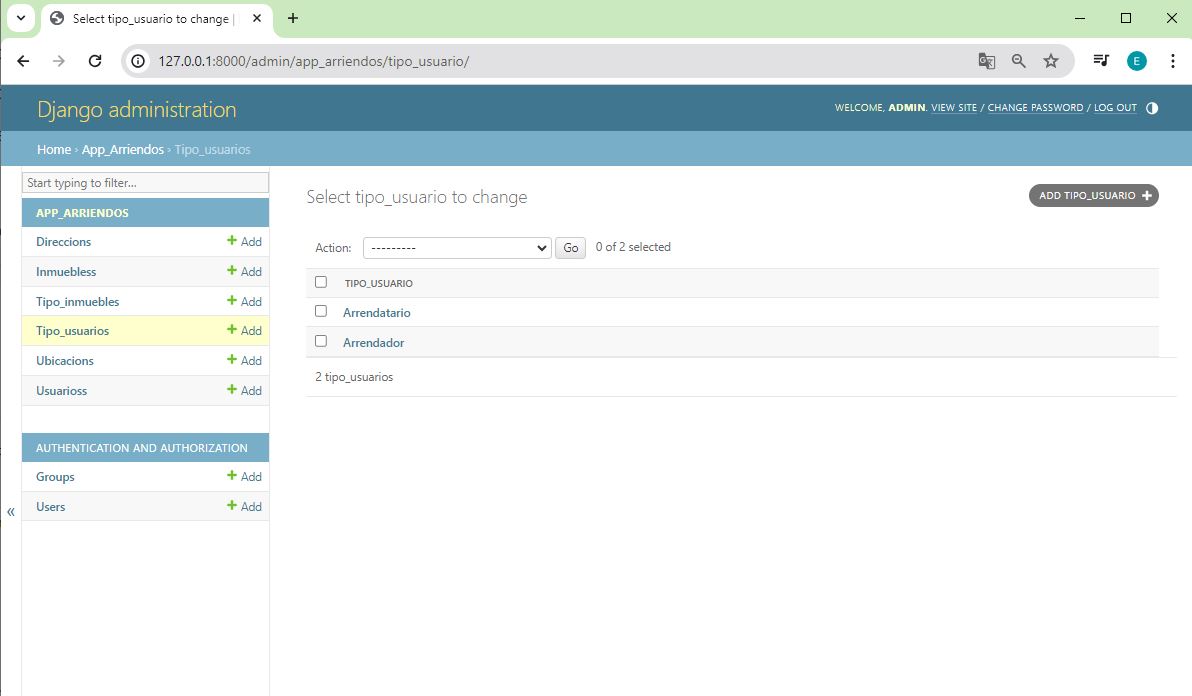 Select tipo_usuario to change |
127.0.0.1:8000/admin/app_arriendos/tipo_usuario/
E
Django administration
WELCOME, ADMIN. VIEW SITE / CHANGE PASSWORD / LOG OUT
Home › App_Arriendos › Tipo_usuarios
Start typing to filter...
APP_ARRIENDOS
Direccions + Add
Inmuebless + Add
Tipo_inmuebles + Add
Tipo_usuarios + Add
Ubicacions + Add
Usuarioss + Add
AUTHENTICATION AND AUTHORIZATION
Groups + Add
Users + Add
«
Select tipo_usuario to change
ADD TIPO_USUARIO +
Action: --------- Go 0 of 2 selected
TIPO_USUARIO
Arrendatario
Arrendador
2 tipo_usuarios